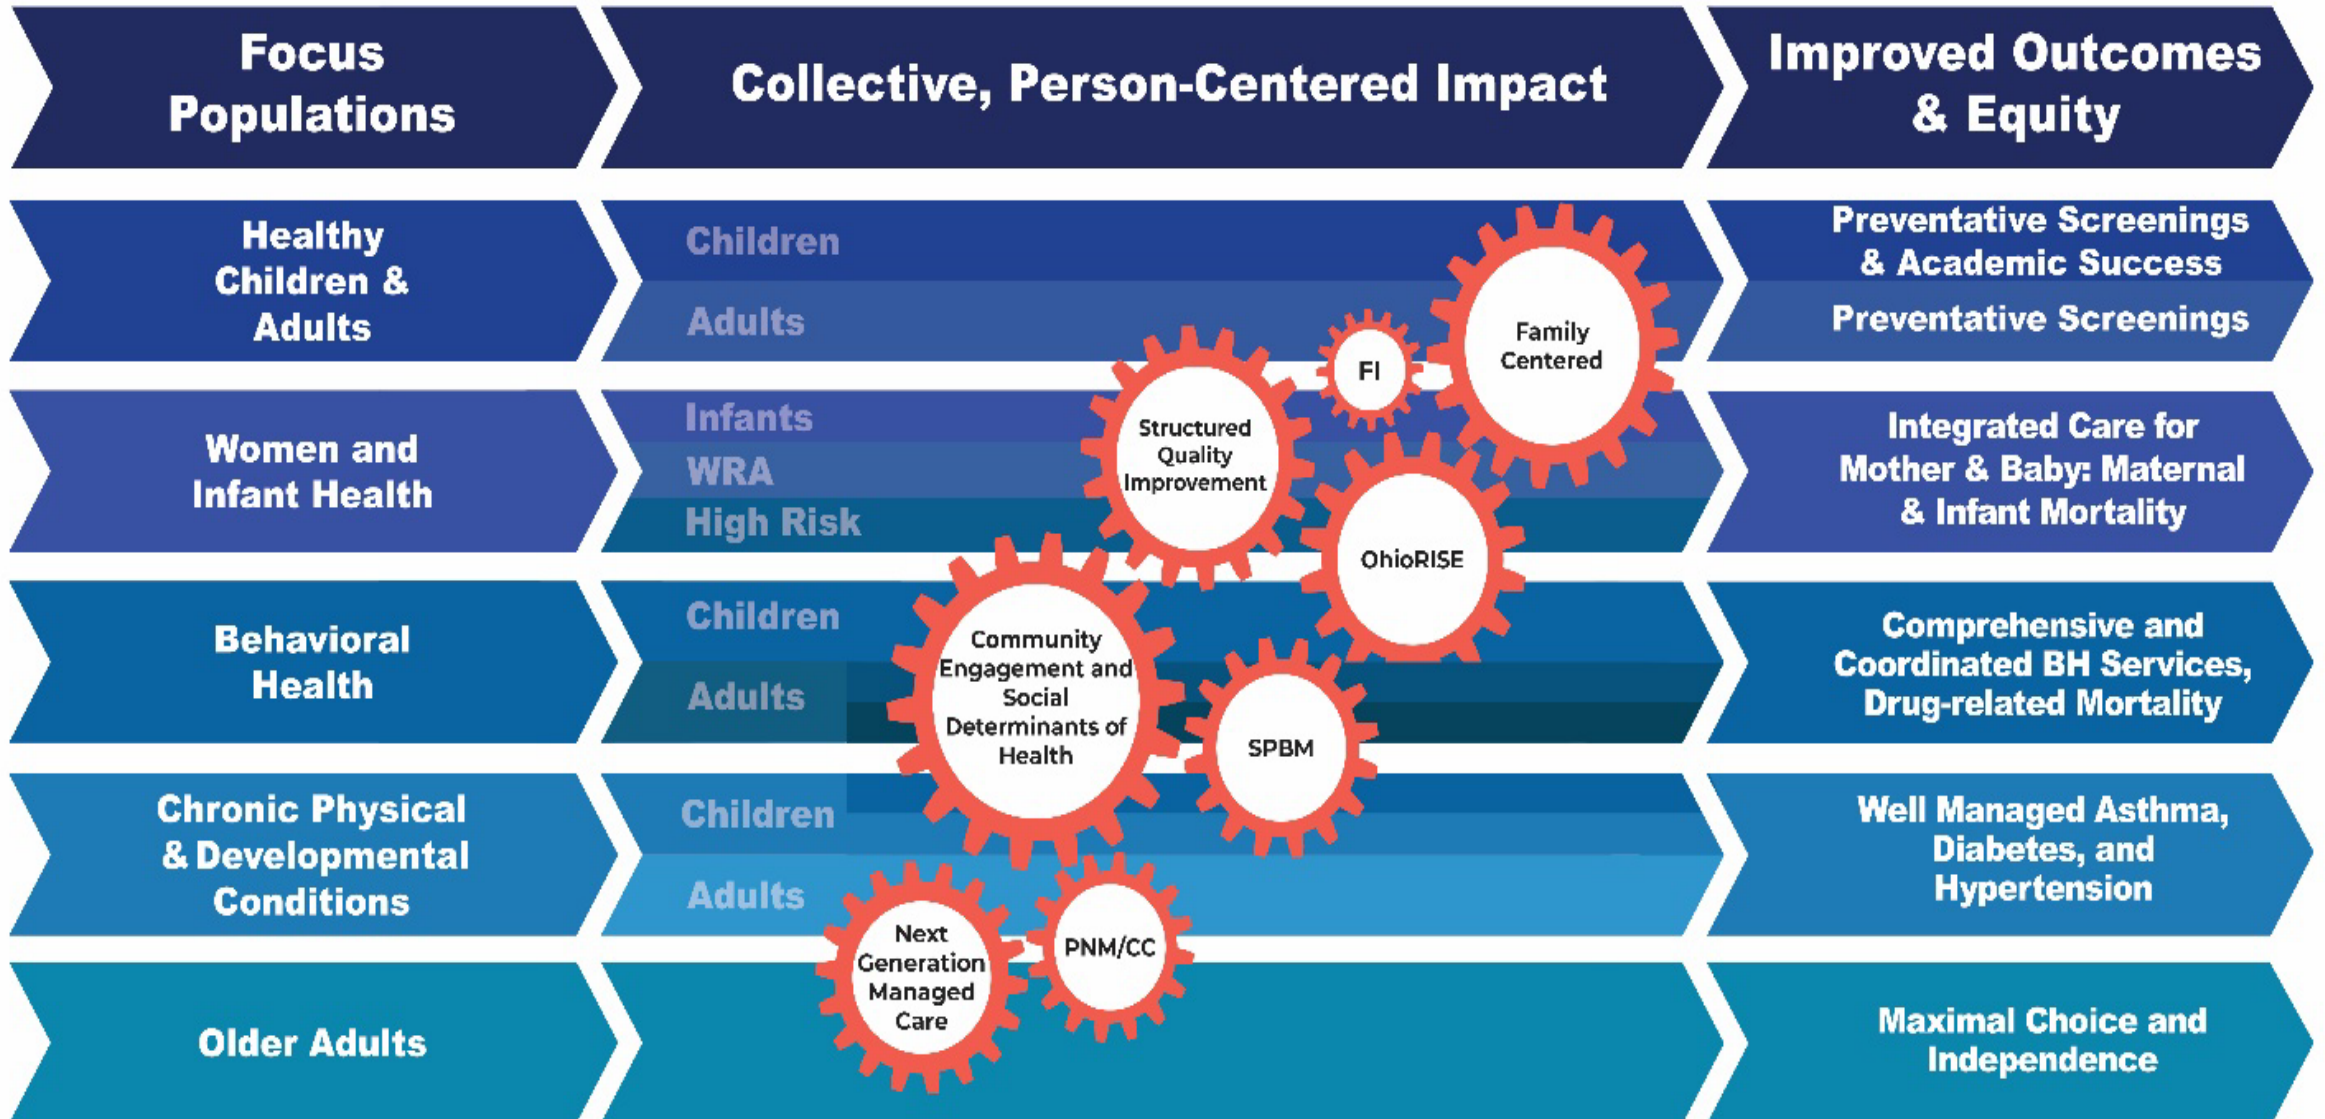 Focus
Populations
Collective, Person-Centered Impact
Improved Outcomes
& Equity
Healthy
Children &
Adults
Children
Adults
Preventative Screenings
& Academic Success
Preventative Screenings
Family
Centered
FI
Structured
Quality
Improvement
Women and
Infant Health
Infants
WRA
High Risk
Integrated Care for
Mother & Baby: Maternal
& Infant Mortality
OhioRISE
Behavioral
Health
Children
Adults
Community
Engagement and
Social
Determinants of
Health
SPBM
Comprehensive and
Coordinated BH Services,
Drug-related Mortality
Chronic Physical
& Developmental
Conditions
Children
Adults
Well Managed Asthma,
Diabetes, and
Hypertension
Next
Generation
Managed
Care
PNM/CC
Older Adults
Maximal Choice and
Independence